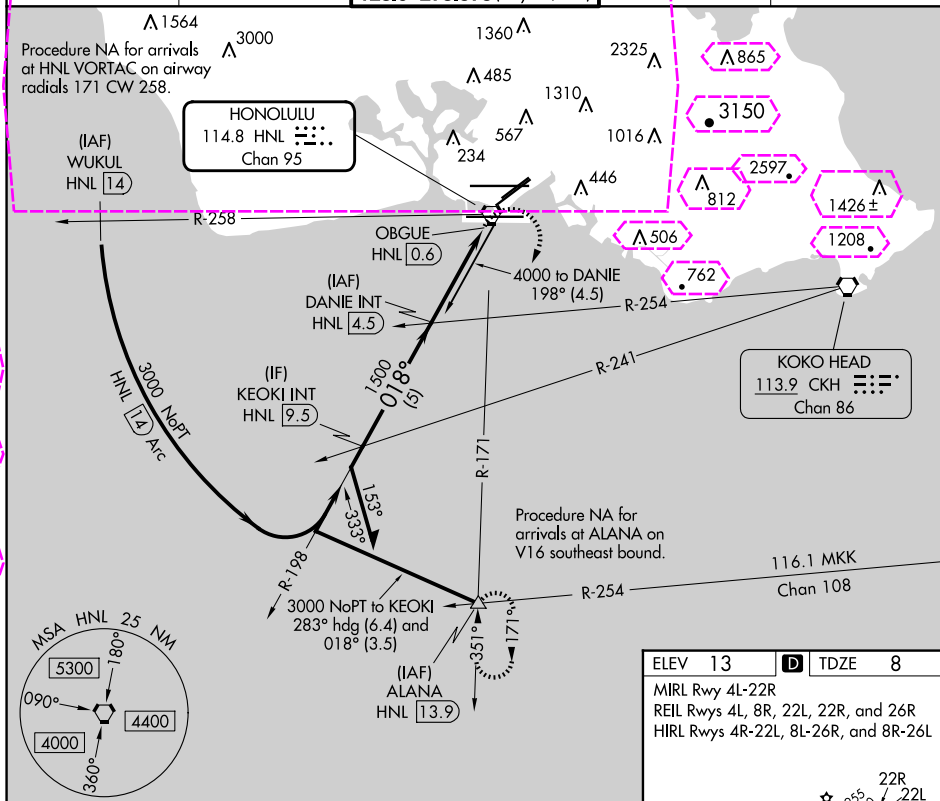 1564
3000
1360
2325
865
Procedure NA for arrivals
at HNL VORTAC on airway
radials 171 CW 258.
485
1310
3150
HONOLULU
114.8 HNL
Chan 95
567
234
1016
(IAF)
WUKUL
HNL 14
446
2597
812
1426 ±
R-258
OBGUE
HNL 0.6
506
1208
762
4000 to DANIE
198° (4.5)
(IAF)
DANIE INT
HNL 4.5
R-254
R-241
KOKO HEAD
113.9 CKH
Chan 86
3000 NoPT
HNL 14 Arc
(IF)
KEOKI INT
HNL 9.5
1500
018°
(5)
R-171
153°
333°
R-198
Procedure NA for
arrivals at ALANA on
V16 southeast bound.
116.1 MKK
Chan 108
R-254
3000 NoPT to KEOKI
283° hdg (6.4) and
018° (3.5)
351°
171°
(IAF)
ALANA
HNL 13.9
MSA HNL 25 NM
5300
180°
090°
4400
4000
360°
ELEV 13 D TDZE 8
MIRL Rwy 4L-22R
REIL Rwys 4L, 8R, 22L, 22R, and 26R
HIRL Rwys 4R-22L, 8L-26R, and 8R-26L
22R
22L